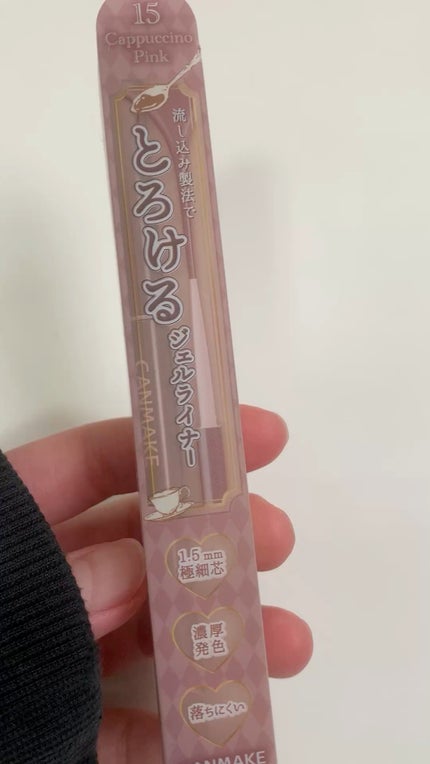 15
Cappuccino
Pink
流し込み製法で
とろける
ジェルライナー
CANMAKE
1.5mm
極細芯
濃厚
発色
落ちにくい
CANMAKE